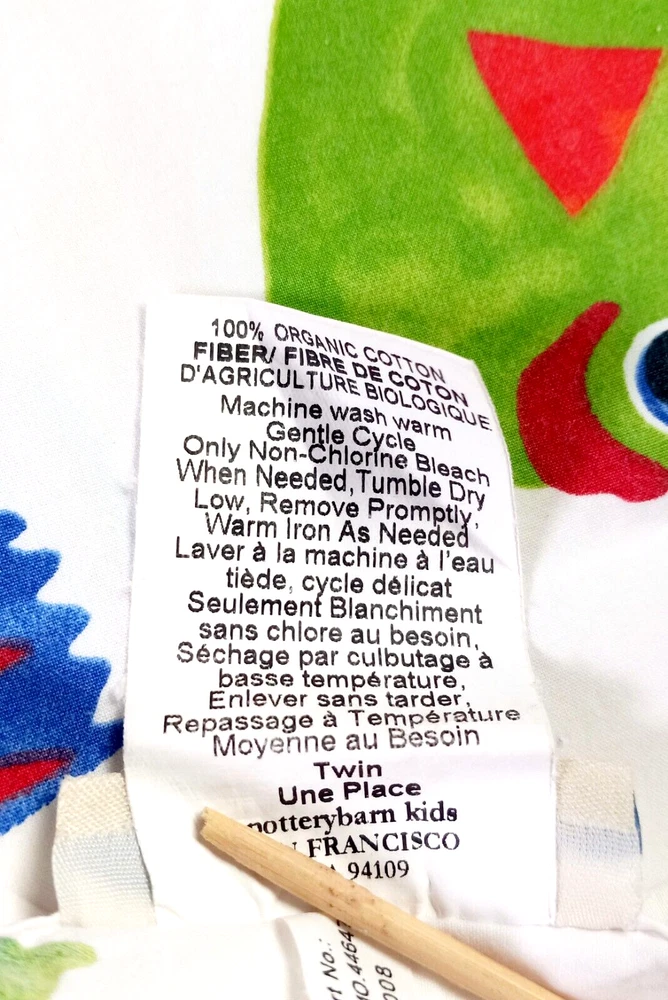 100% ORGANIC COTTON
FIBER/ FIBRE DE COTON
D'AGRICULTURE BIOLOGIQUE
Machine wash warm
Gentle Cycle
Only Non-Chlorine Bleach
When Needed, Tumble Dry
Low, Remove Promptly,
Warm Iron As Needed
Laver à la machine à l'eau
tiède, cycle délicat
Seulement Blanchiment
sans chlore au besoin,
Séchage par culbutage à
basse température,
Enlever sans tarder,
Repassage à Température
Moyenne au Besoin
Twin
Une Place
potterybarn kids
FRANCISCO
94109
No.: